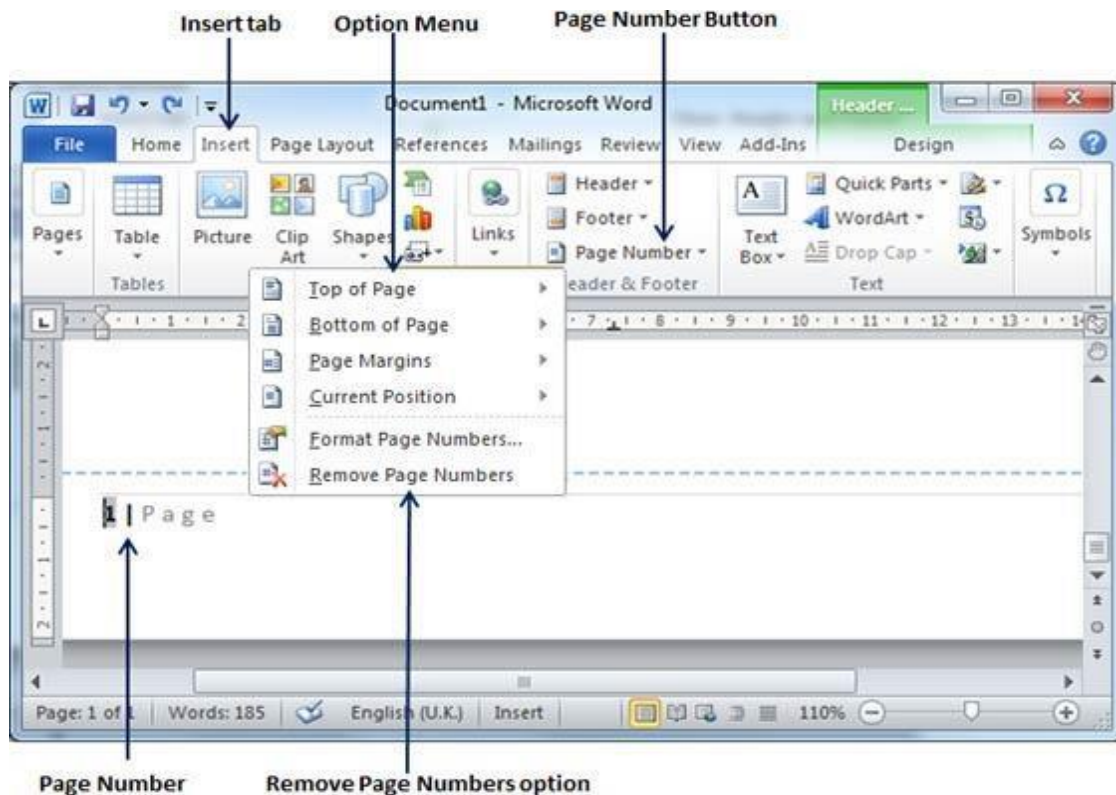 Insert tab Option Menu Page Number Button
Document1 - Microsoft Word Header ...
File Home Insert Page Layout References Mailings Review View Add-Ins Design
Header Quick Parts
Footer WordArt
Pages Table Picture Clip Art Shapes Links Page Number Text Box Drop Cap Symbols
Tables eader & Footer Text
Top of Page
Bottom of Page
Page Margins
Current Position
Format Page Numbers...
Remove Page Numbers
1 | Page
Page: 1 of 1 Words: 185 English (U.K.) Insert 110%
Page Number Remove Page Numbers option